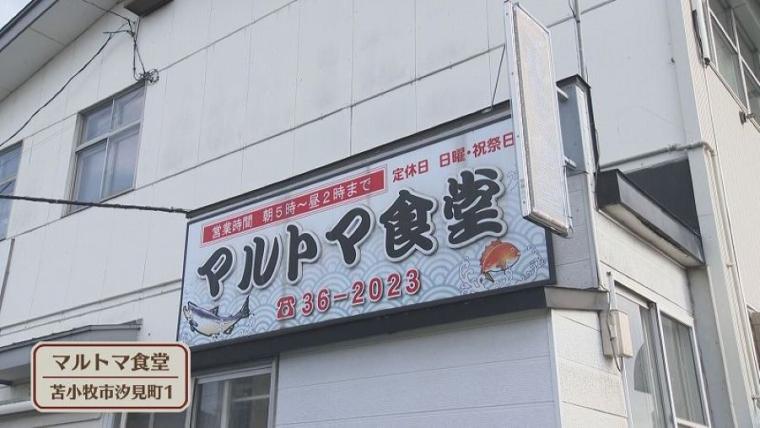 営業時間 朝5時～昼2時まで
定休日 日曜・祝祭日
マルトマ食堂
☎36-2023
マルトマ食堂
苫小牧市汐見町1